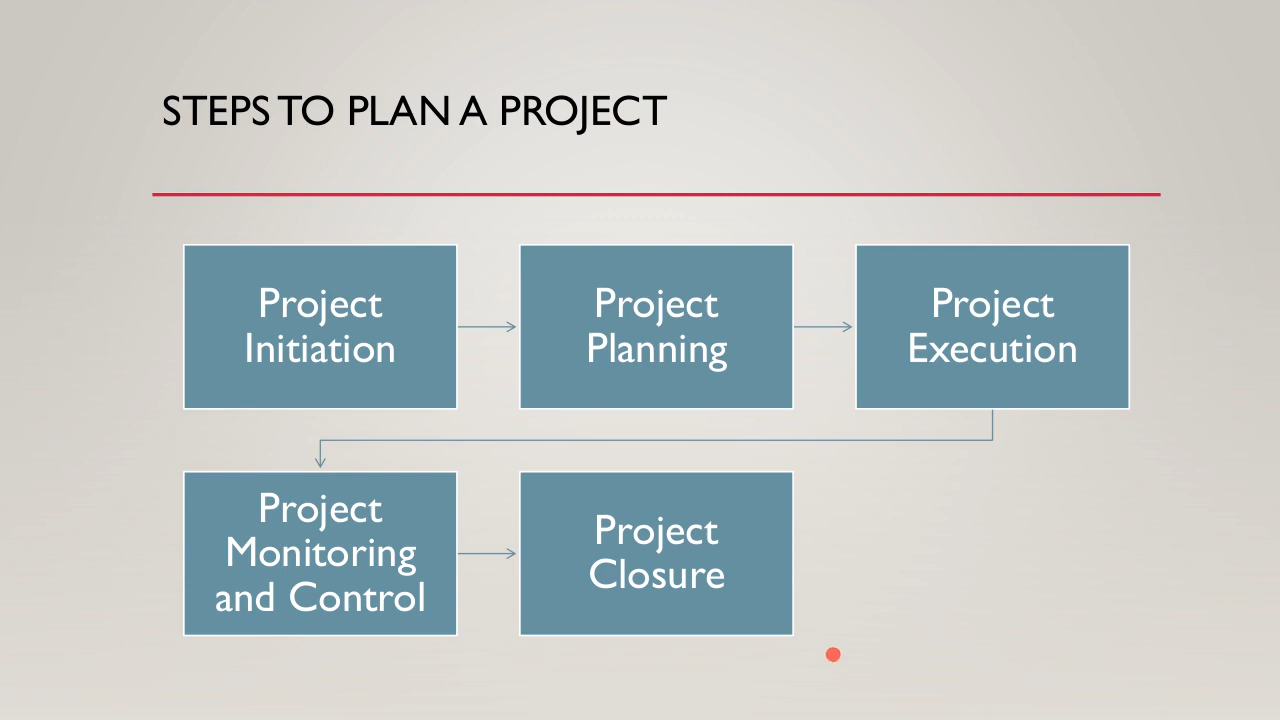 STEPS TO PLAN A PROJECT
Project
Initiation
Project
Planning
Project
Execution
Project
Monitoring
and Control
Project
Closure